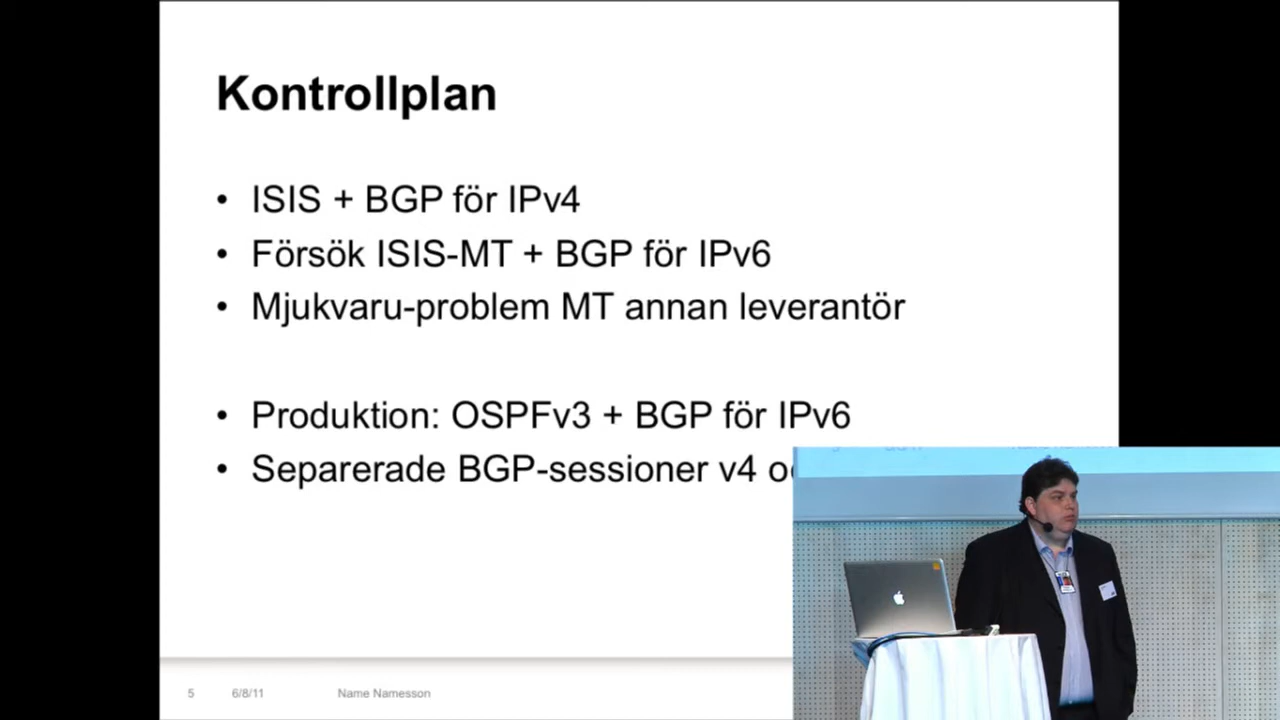 Kontrollplan
• ISIS + BGP för IPv4
• Försök ISIS-MT + BGP för IPv6
• Mjukvaru-problem MT annan leverantör
• Produktion: OSPFv3 + BGP för IPv6
• Separerade BGP-sessioner v4
5 6/8/11 Name Namesson